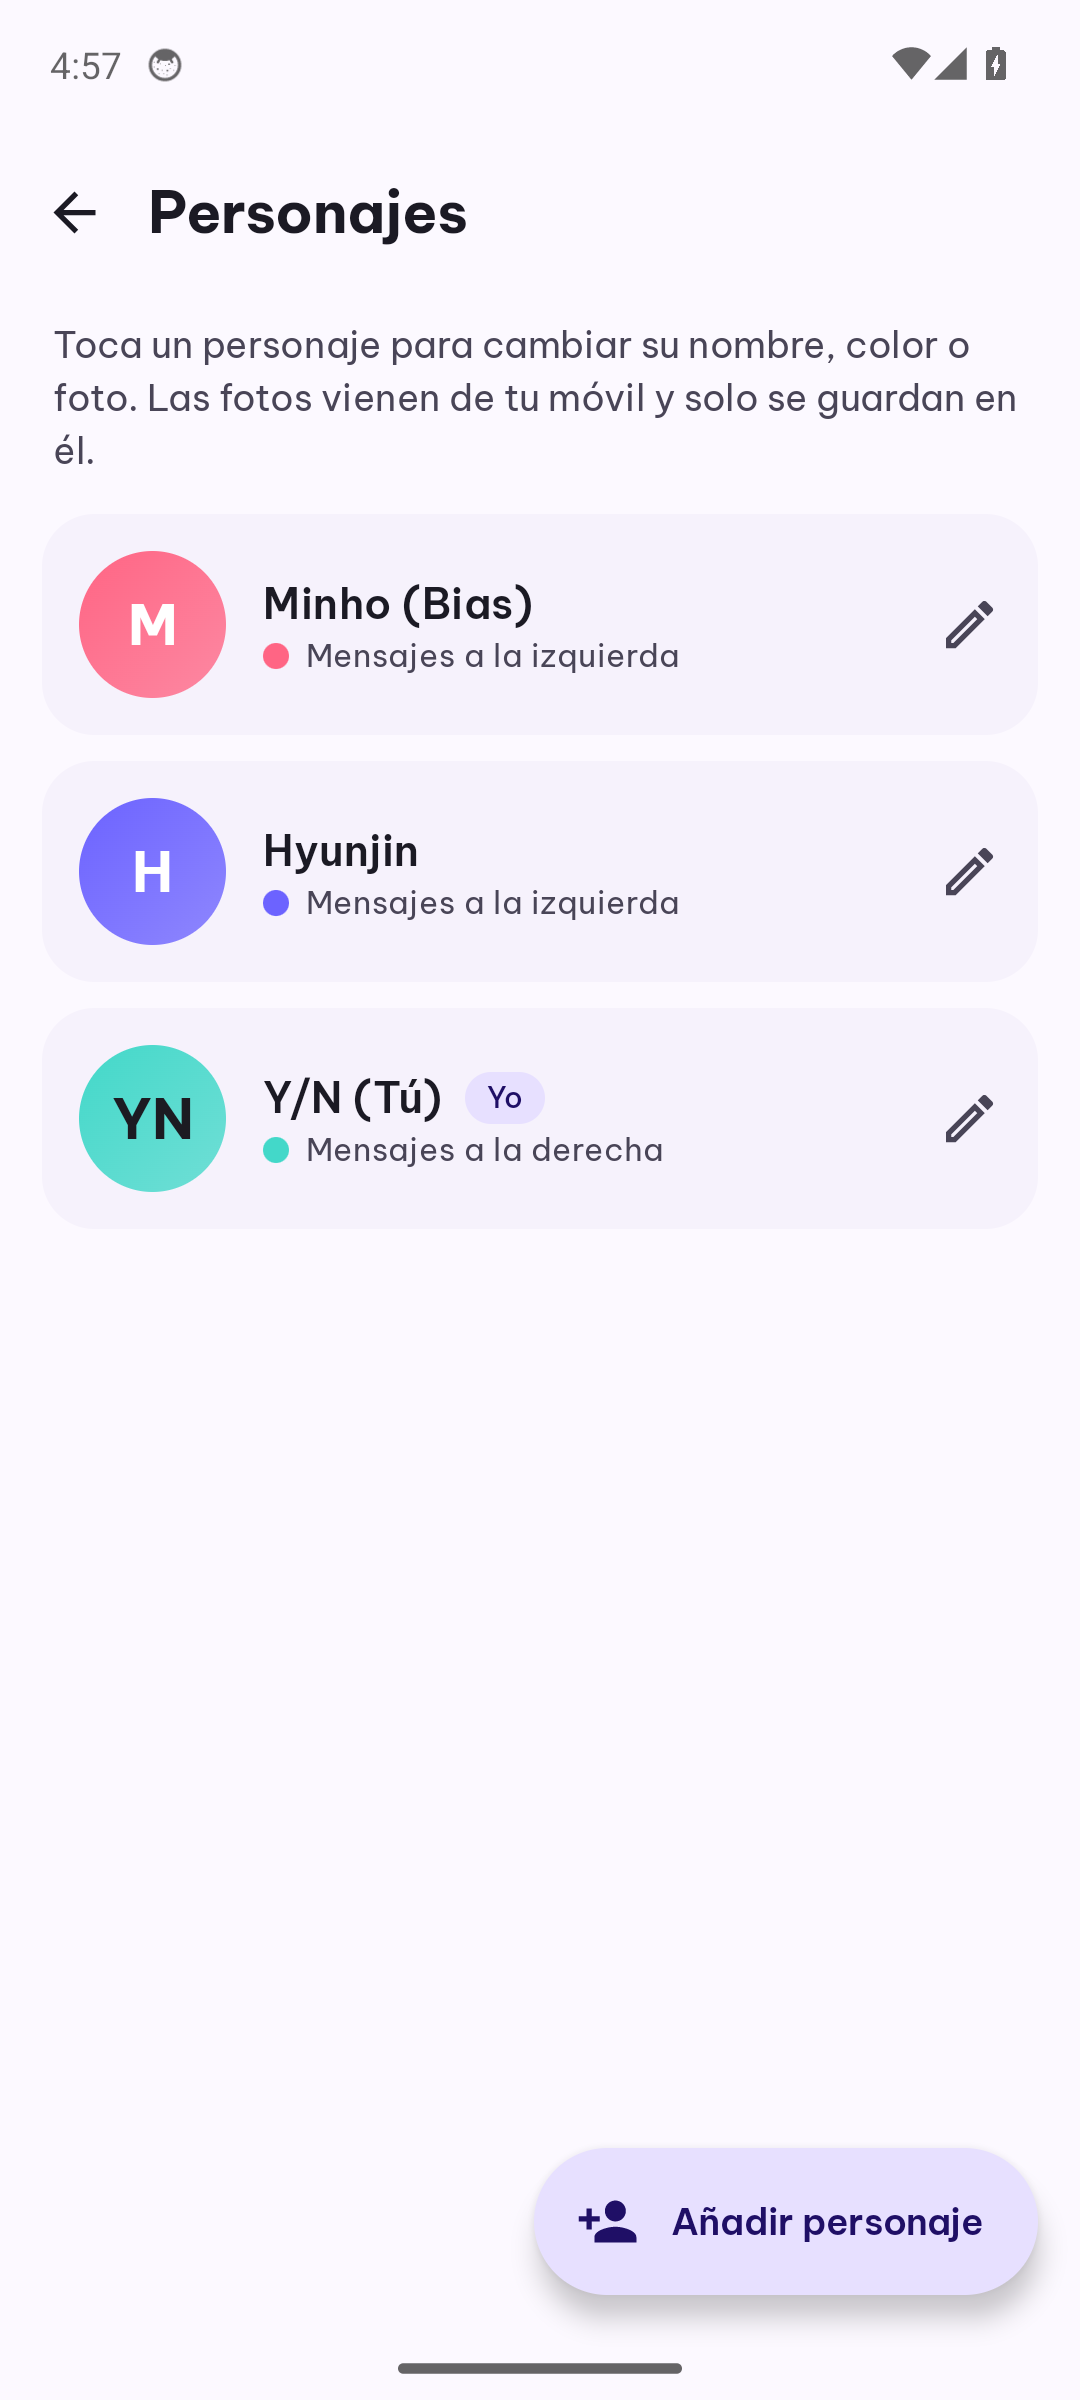 4:57
Personajes
Toca un personaje para cambiar su nombre, color o
foto. Las fotos vienen de tu móvil y solo se guardan en
él.
M
Minho (Bias)
Mensajes a la izquierda
H
Hyunjin
Mensajes a la izquierda
YN
Y/N (Tú)
Yo
Mensajes a la derecha
Añadir personaje